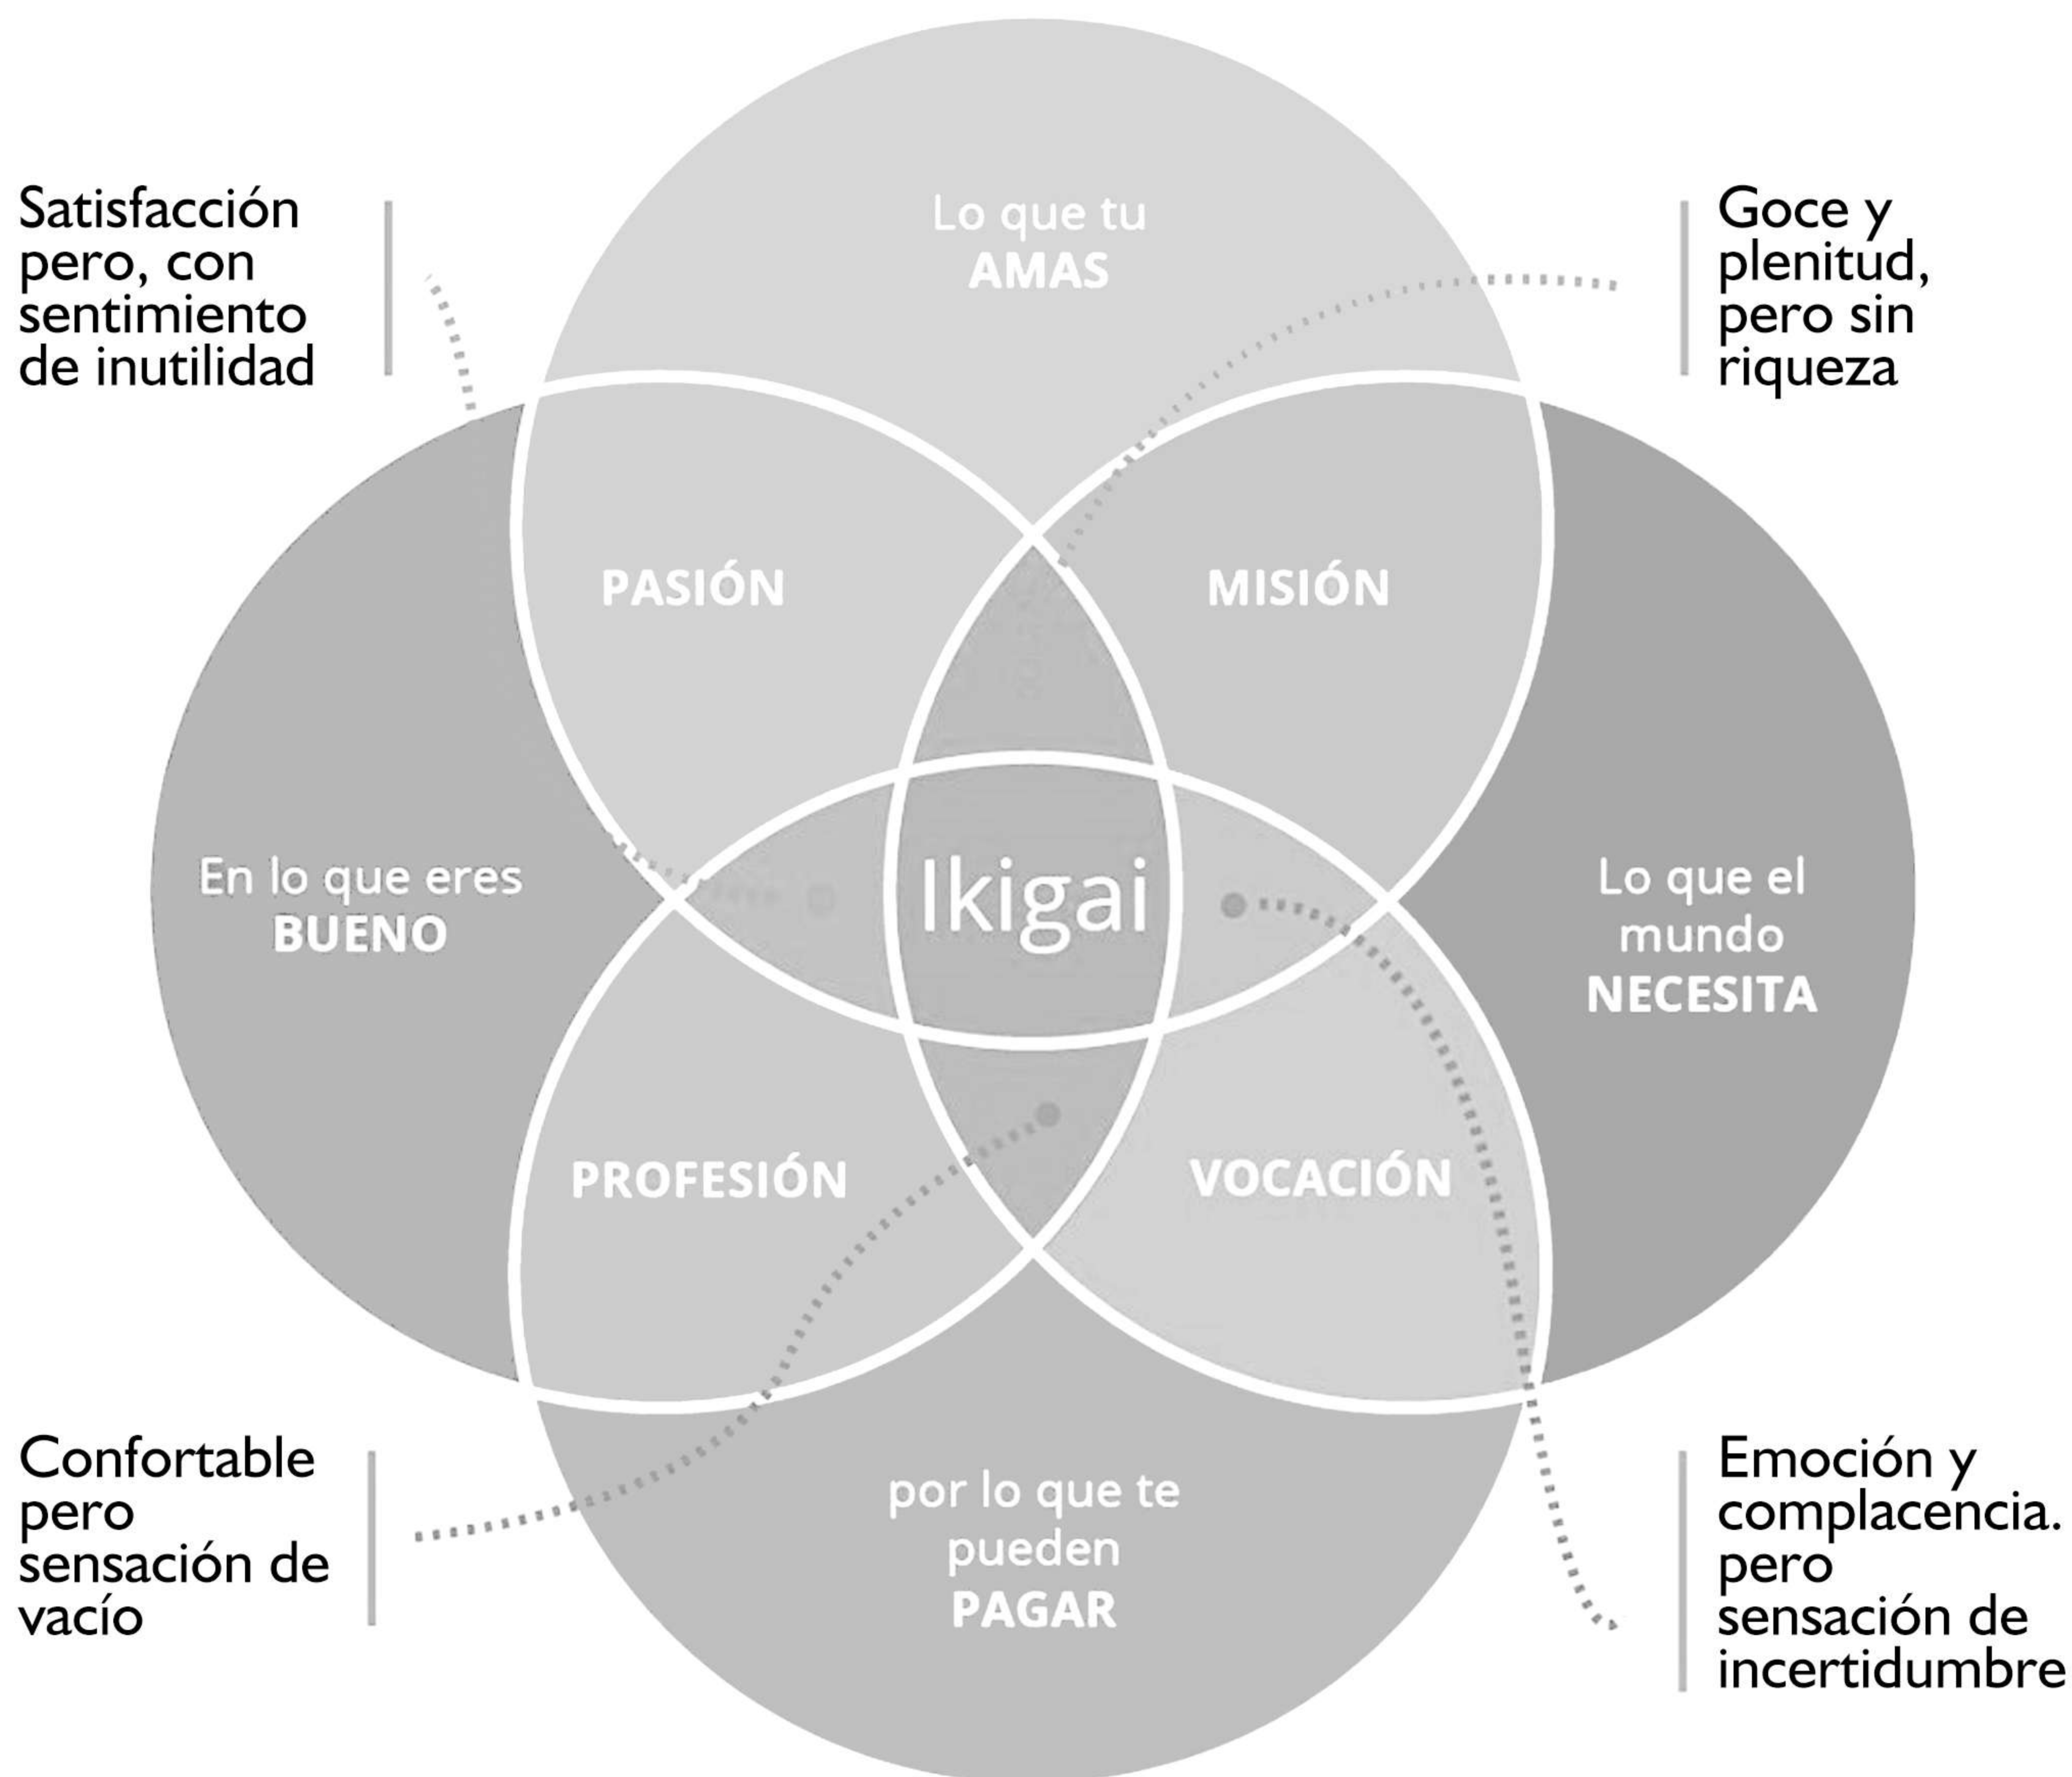 Lo que tu
AMAS
Satisfacción
pero, con
sentimiento
de inutilidad
Goce y
plenitud,
pero sin
riqueza
PASIÓN
MISIÓN
En lo que eres
BUENO
Ikigai
Lo que el
mundo
NECESITA
PROFESIÓN
VOCACIÓN
Confortable
pero
sensación de
vacío
por lo que te
pueden
PAGAR
Emoción y
complacencia.
pero
sensación de
incertidumbre